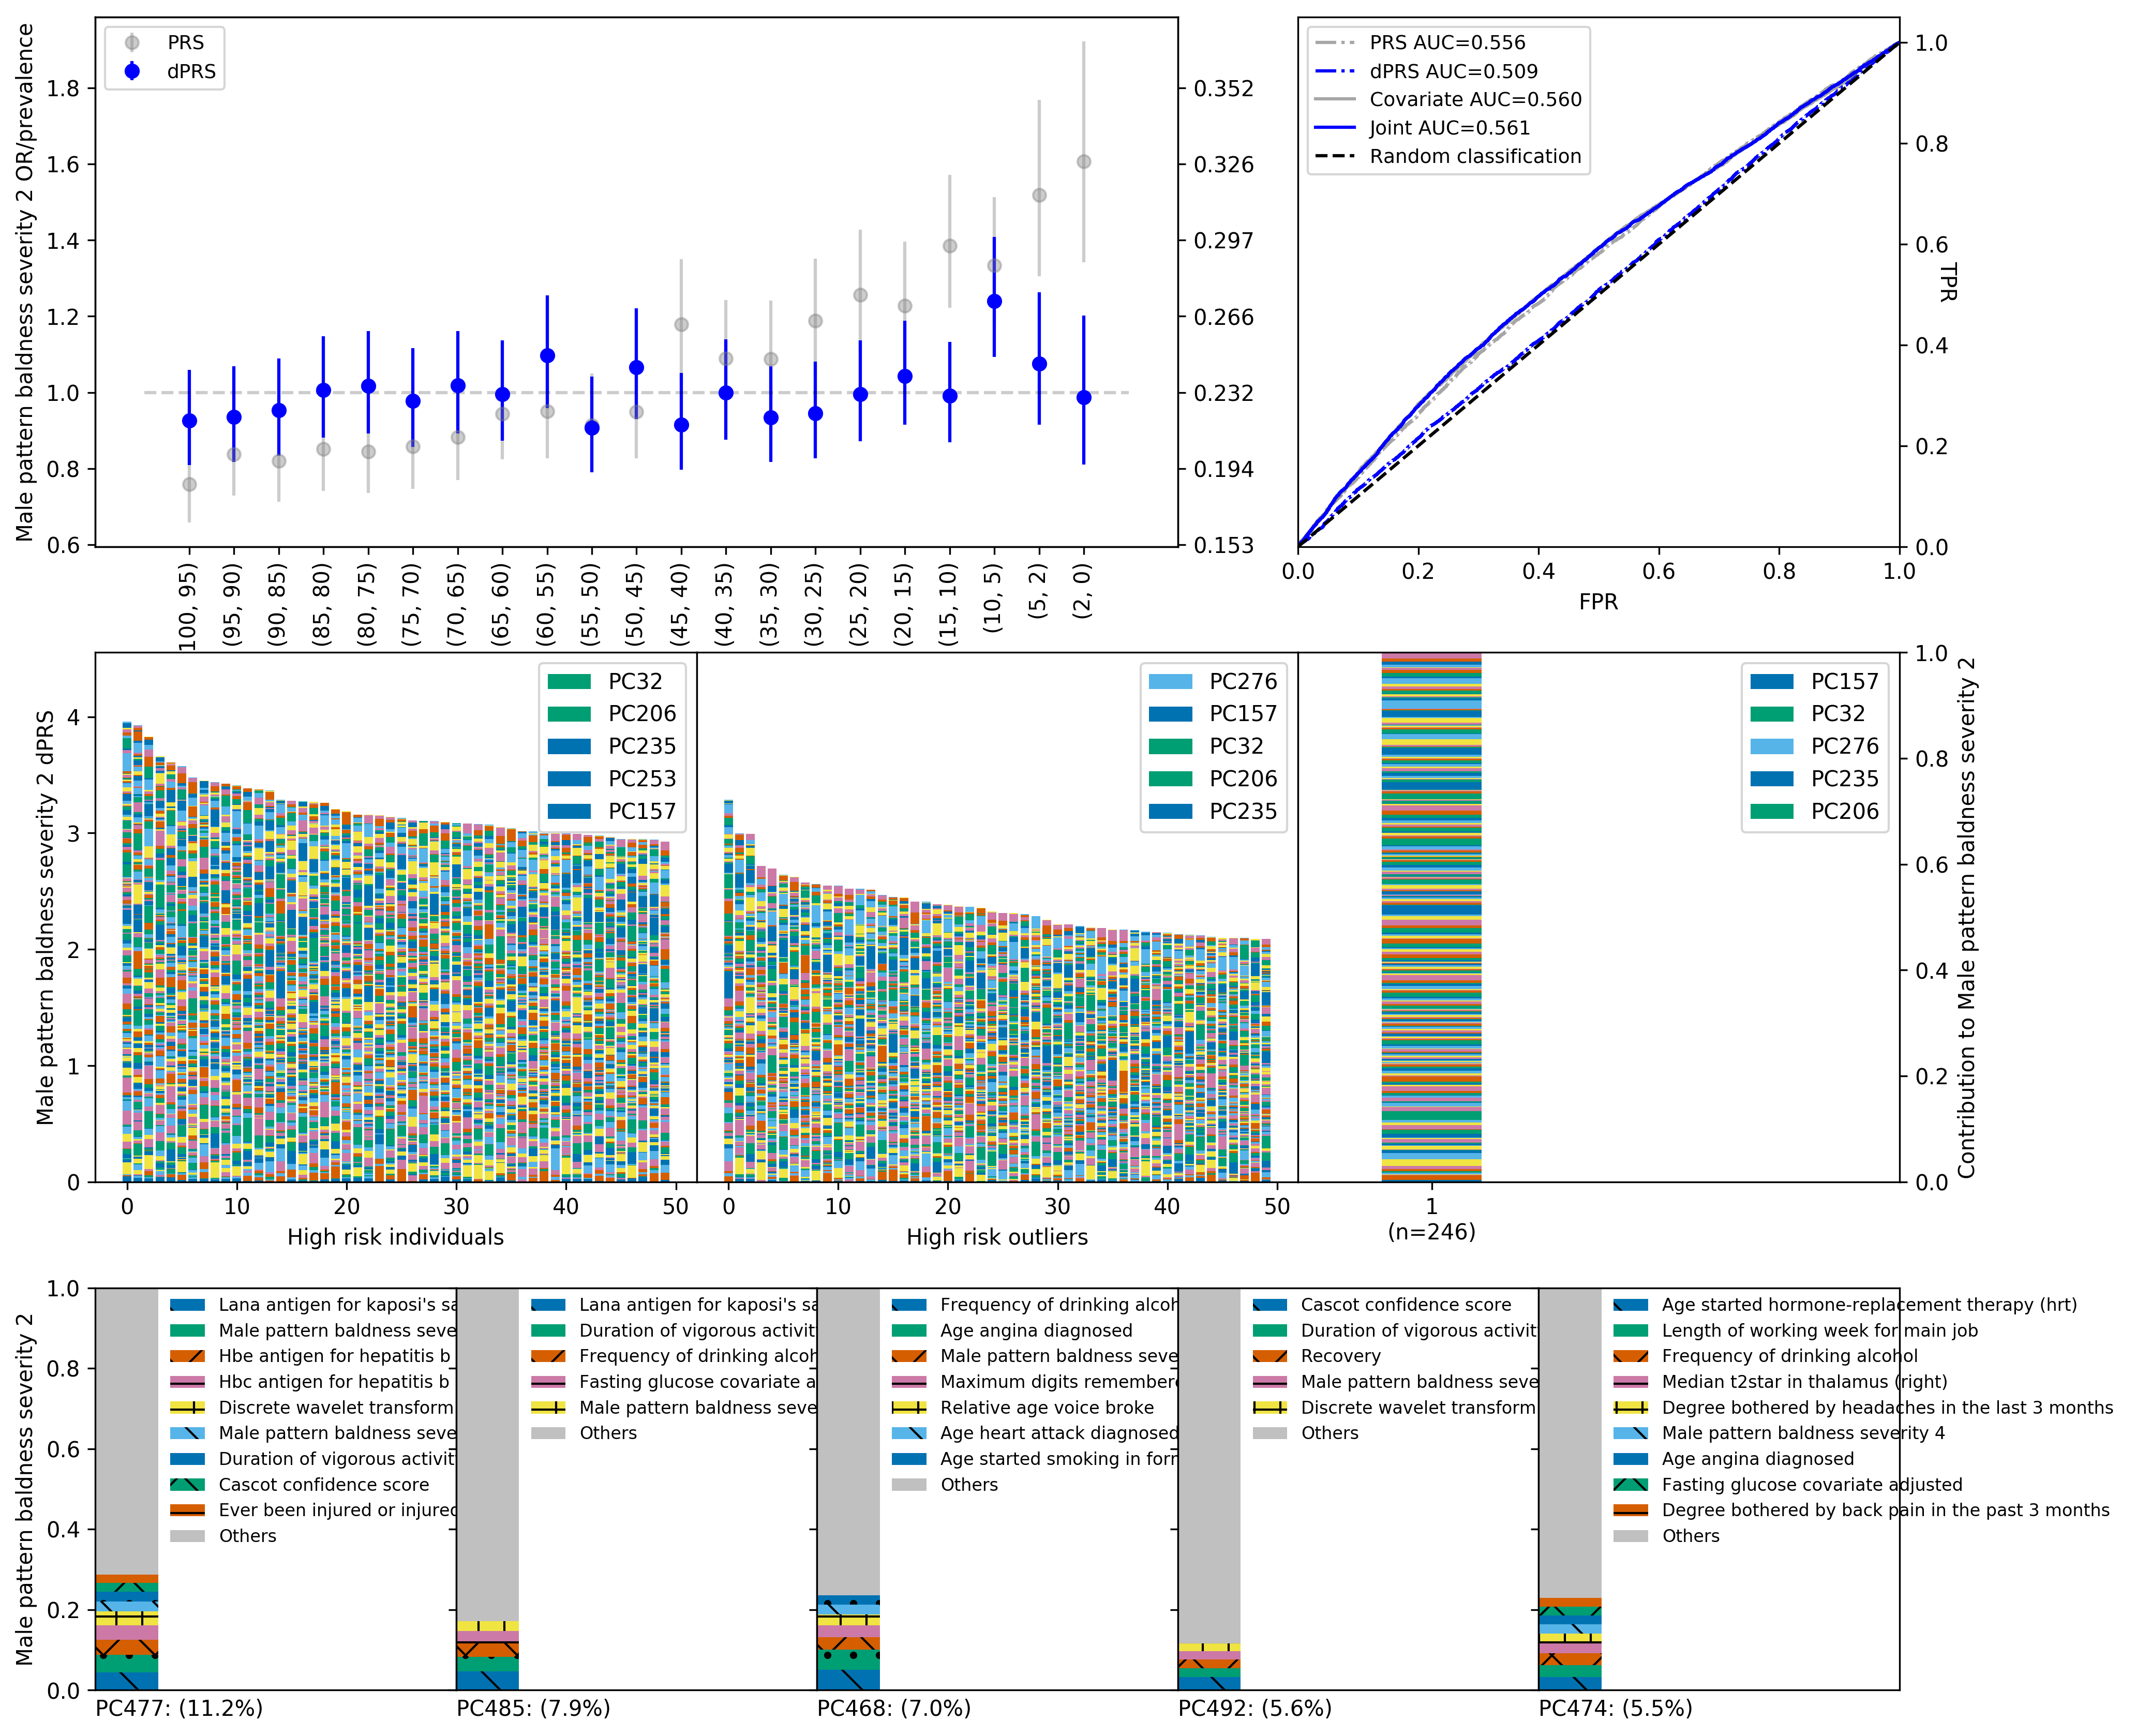 Male pattern baldness severity 2 OR/prevalence
PRS
dPRS
1.8
1.6
1.4
1.2
1.0
0.8
0.6
0.352
0.326
0.297
0.266
0.232
0.194
0.153
100, 95)
(95, 90)
(90, 85)
(85, 80)
(80, 75)
(75, 70)
(70, 65)
(65, 60)
(60, 55)
(55, 50)
(50, 45)
(45, 40)
(40, 35)
(35, 30)
(30, 25)
(25, 20)
(20, 15)
(15, 10)
(10, 5)
(5, 2)
(2, 0)
PRS AUC=0.556
dPRS AUC=0.509
Covariate AUC=0.560
Joint AUC=0.561
Random classification
1.0
0.8
0.6
0.4
0.2
0.0
TPR
0.0 0.2 0.4 0.6 0.8 1.0
FPR
Male pattern baldness severity 2 dPRS
4
3
2
1
0
PC32
PC206
PC235
PC253
PC157
0 10 20 30 40 50
High risk individuals
PC276
PC157
PC32
PC206
PC235
0 10 20 30 40 50
High risk outliers
PC157
PC32
PC276
PC235
PC206
1
(n=246)
1.0
0.8
0.6
0.4
0.2
0.0
Contribution to Male pattern baldness severity 2
Male pattern baldness severity 2
1.0
0.8
0.6
0.4
0.2
0.0
Lana antigen for kaposi's sa
Male pattern baldness seve
Hbe antigen for hepatitis b
Hbc antigen for hepatitis b
Discrete wavelet transform
Male pattern baldness seve
Duration of vigorous activit
Cascot confidence score
Ever been injured or injured
Others
PC477: (11.2%)
Lana antigen for kaposi's sa
Duration of vigorous activit
Frequency of drinking alcoh
Fasting glucose covariate a
Male pattern baldness seve
Others
PC485: (7.9%)
Frequency of drinking alcoh
Age angina diagnosed
Male pattern baldness seve
Maximum digits remembere
Relative age voice broke
Age heart attack diagnosed
Age started smoking in forr
Others
PC468: (7.0%)
Cascot confidence score
Duration of vigorous activit
Recovery
Male pattern baldness seve
Discrete wavelet transform
Others
PC492: (5.6%)
Age started hormone-replacement therapy (hrt)
Length of working week for main job
Frequency of drinking alcohol
Median t2star in thalamus (right)
Degree bothered by headaches in the last 3 months
Male pattern baldness severity 4
Age angina diagnosed
Fasting glucose covariate adjusted
Degree bothered by back pain in the past 3 months
Others
PC474: (5.5%)